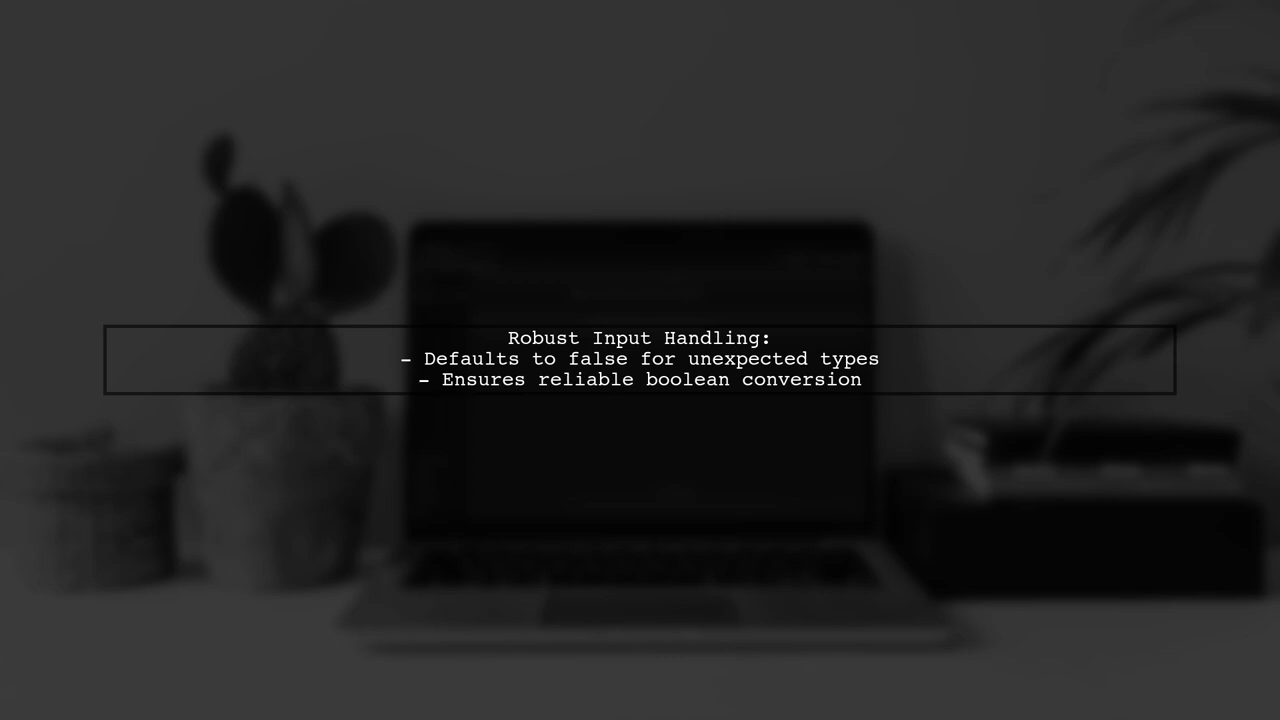 Robust Input Handling:
- Defaults to false for unexpected types
- Ensures reliable boolean conversion